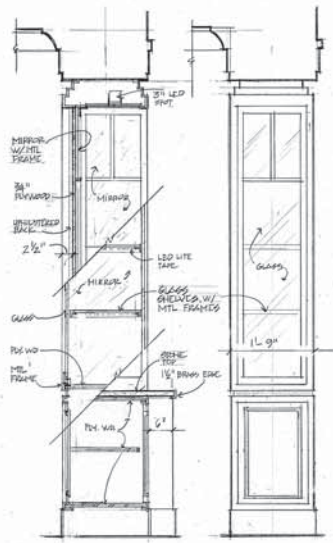 3" LED
SPOT
MIRROR
W/MTL
FRAME
3/4"
PLYWOOD
MIRROR
UPHOLSTERED
BACK
2 1/2"
LED LITE
TAPE
MIRROR
GLASS
GLASS
SHELVES, W/
MTL FRAMES
GLASS
1'- 9"
PLY. WD
MTL
FRAME
STONE
TOP
1 1/2" BRASS EDGE
PLY. WD
6"